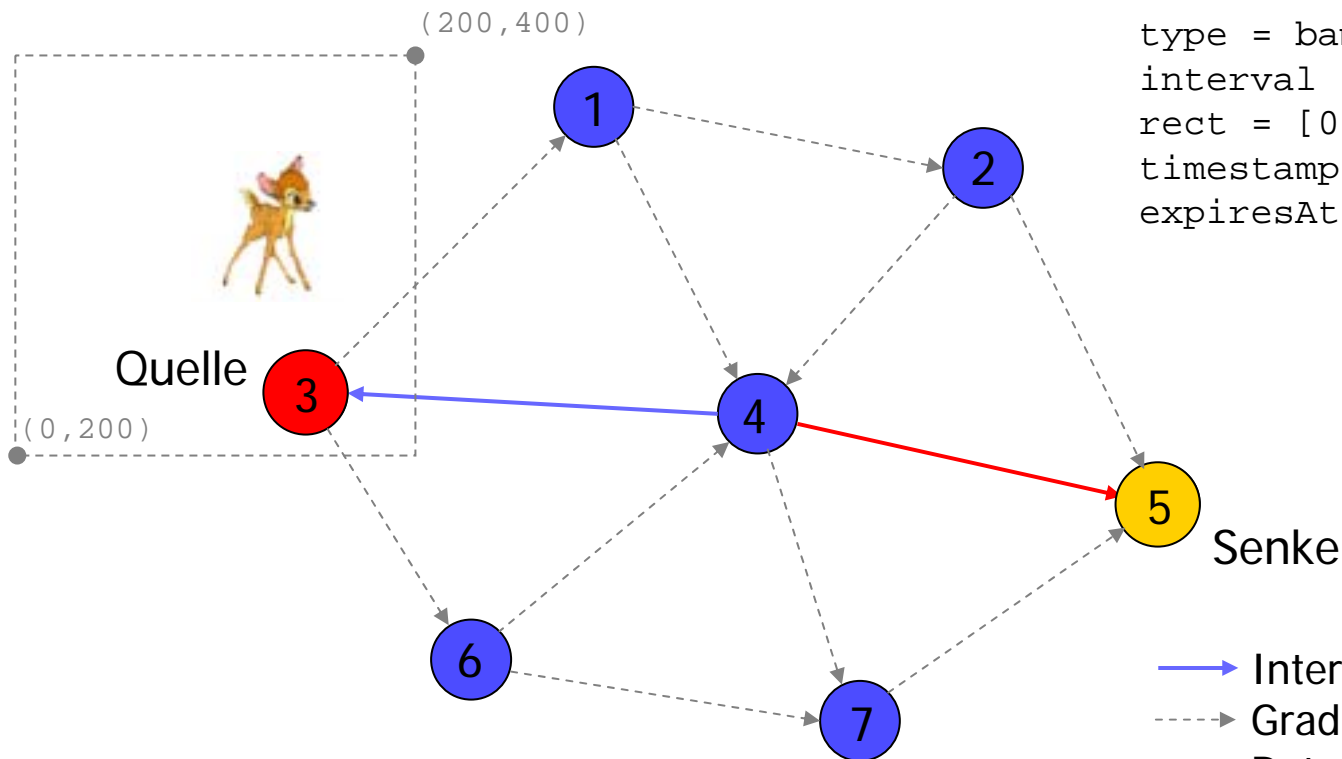 (200,400)
type = bam
interval
rect = [0
timestamp
expiresAt
1
2
Quelle
3
(0,200)
4
5
Senke
6
7
Inter
Grad